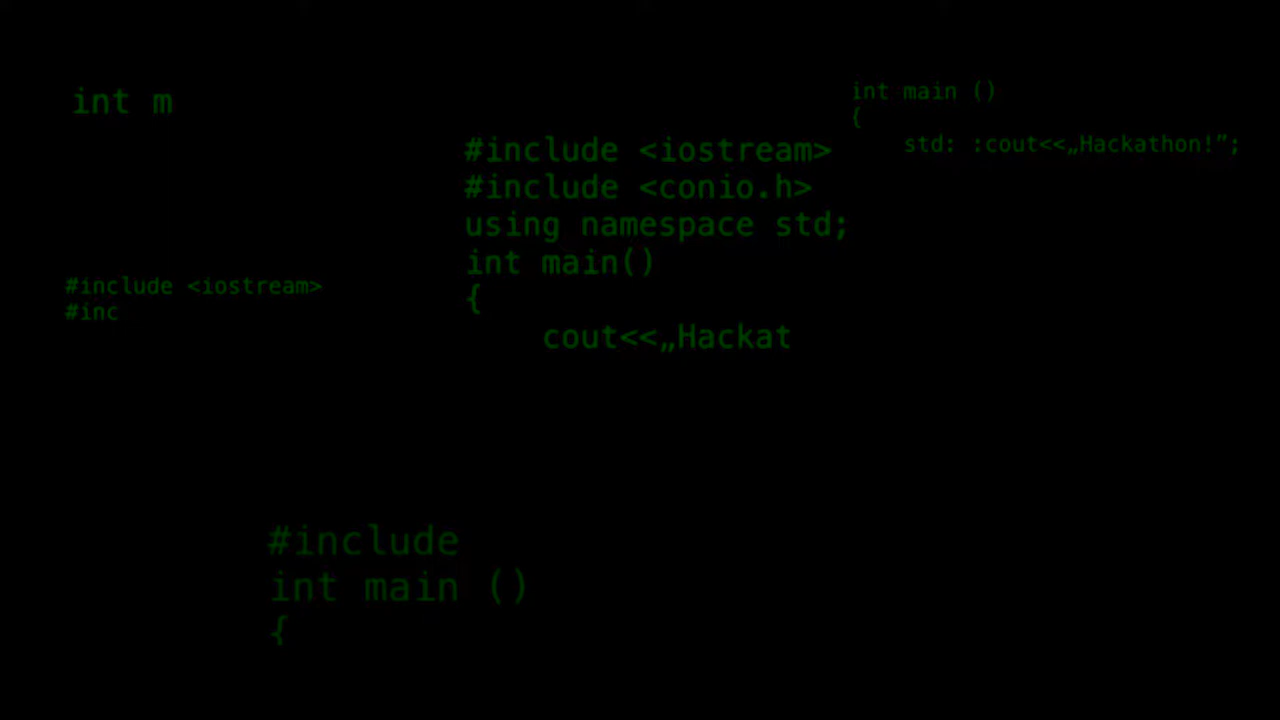 int m
int main ()
{
std: :cout<<„Hackathon!”;
#include <iostream>
#include <conio.h>
using namespace std;
int main()
{
cout<<„Hackat
#include <iostream>
#inc
#include
int main ()
{